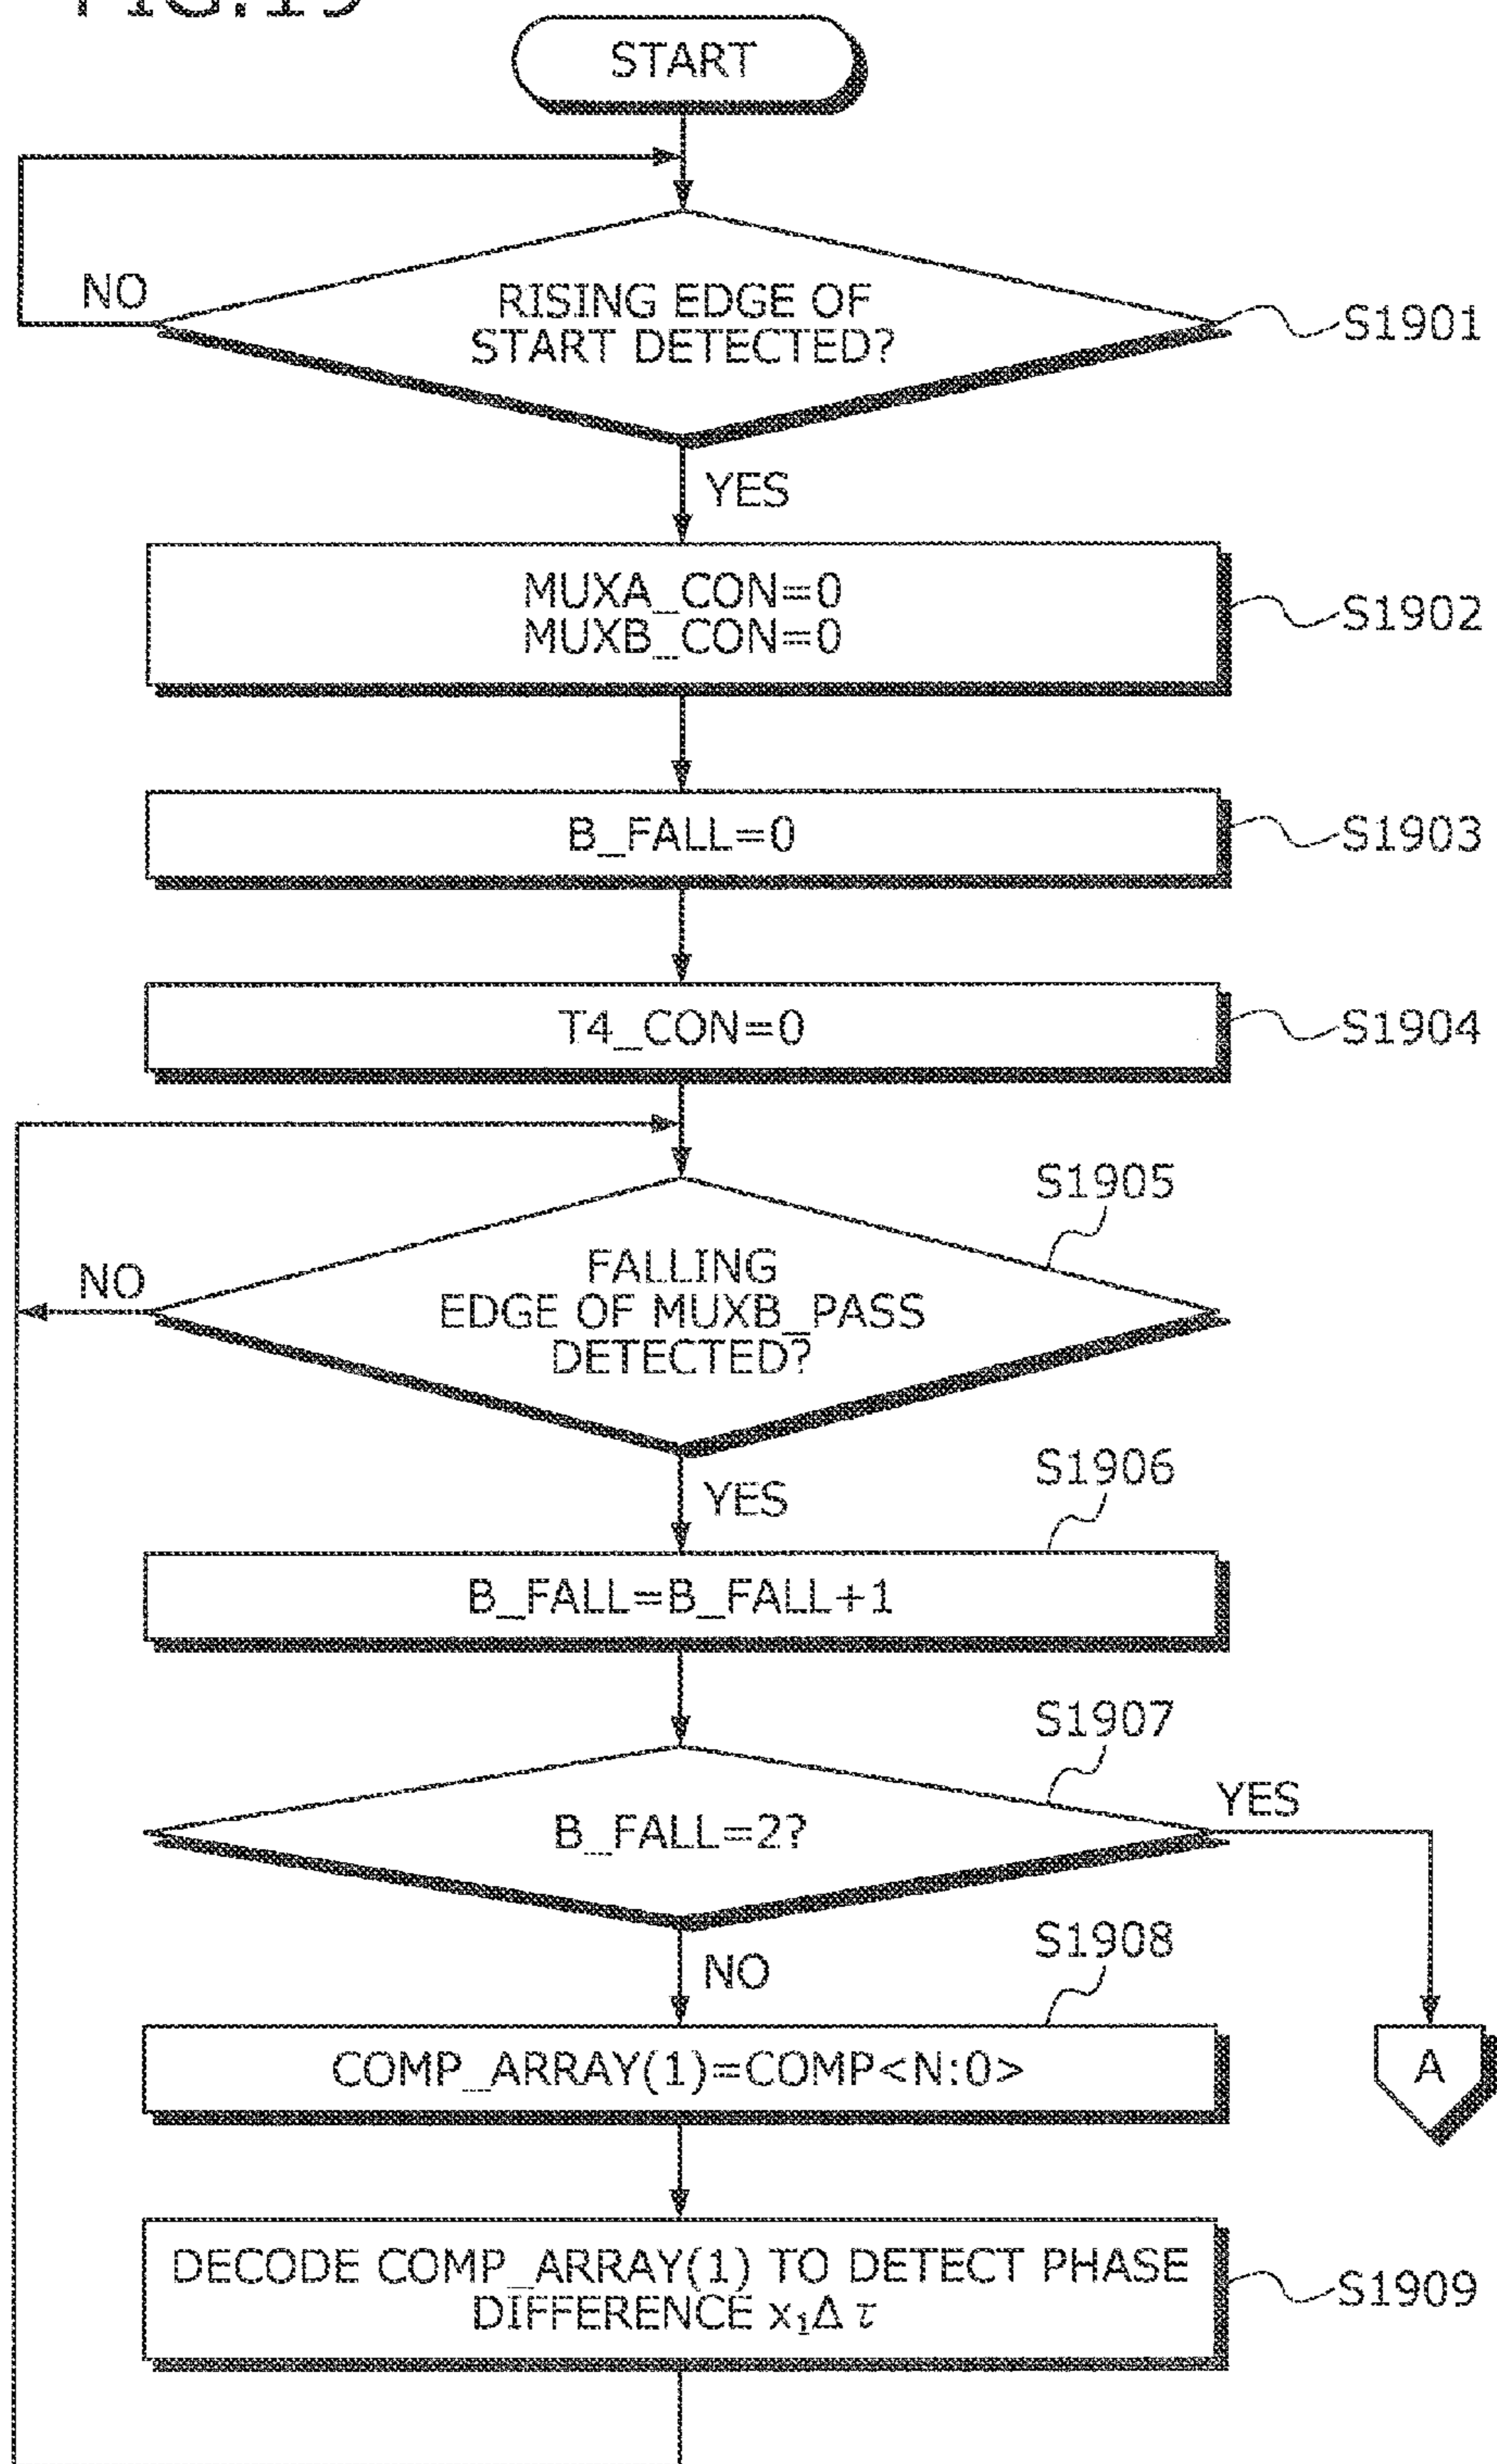 FIG.19
START
NO
RISING EDGE OF
START DETECTED?
S1901
YES
MUXA_CON=0
MUXB_CON=0
S1902
B_FALL=0
S1903
T4_CON=0
S1904
S1905
NO
FALLING
EDGE OF MUXB_PASS
DETECTED?
YES
S1906
B_FALL=B_FALL+1
S1907
YES
B_FALL=2?
S1908
NO
COMP_ARRAY(1)=COMP<N:0>
A
DECODE COMP_ARRAY(1) TO DETECT PHASE
DIFFERENCE x₁Δτ
S1909